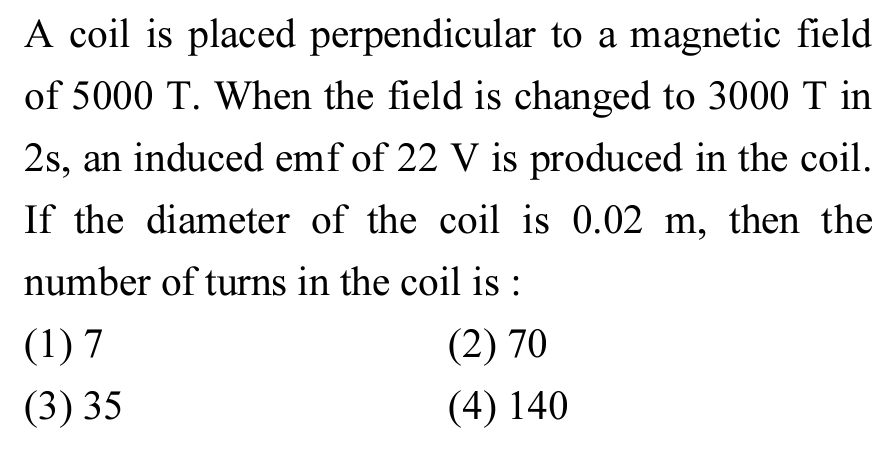 A coil is placed perpendicular to a magnetic field
of 5000 T. When the field is changed to 3000 T in
2s, an induced emf of 22 V is produced in the coil.
If the diameter of the coil is 0.02 m, then the
number of turns in the coil is :
(1) 7 (2) 70
(3) 35 (4) 140